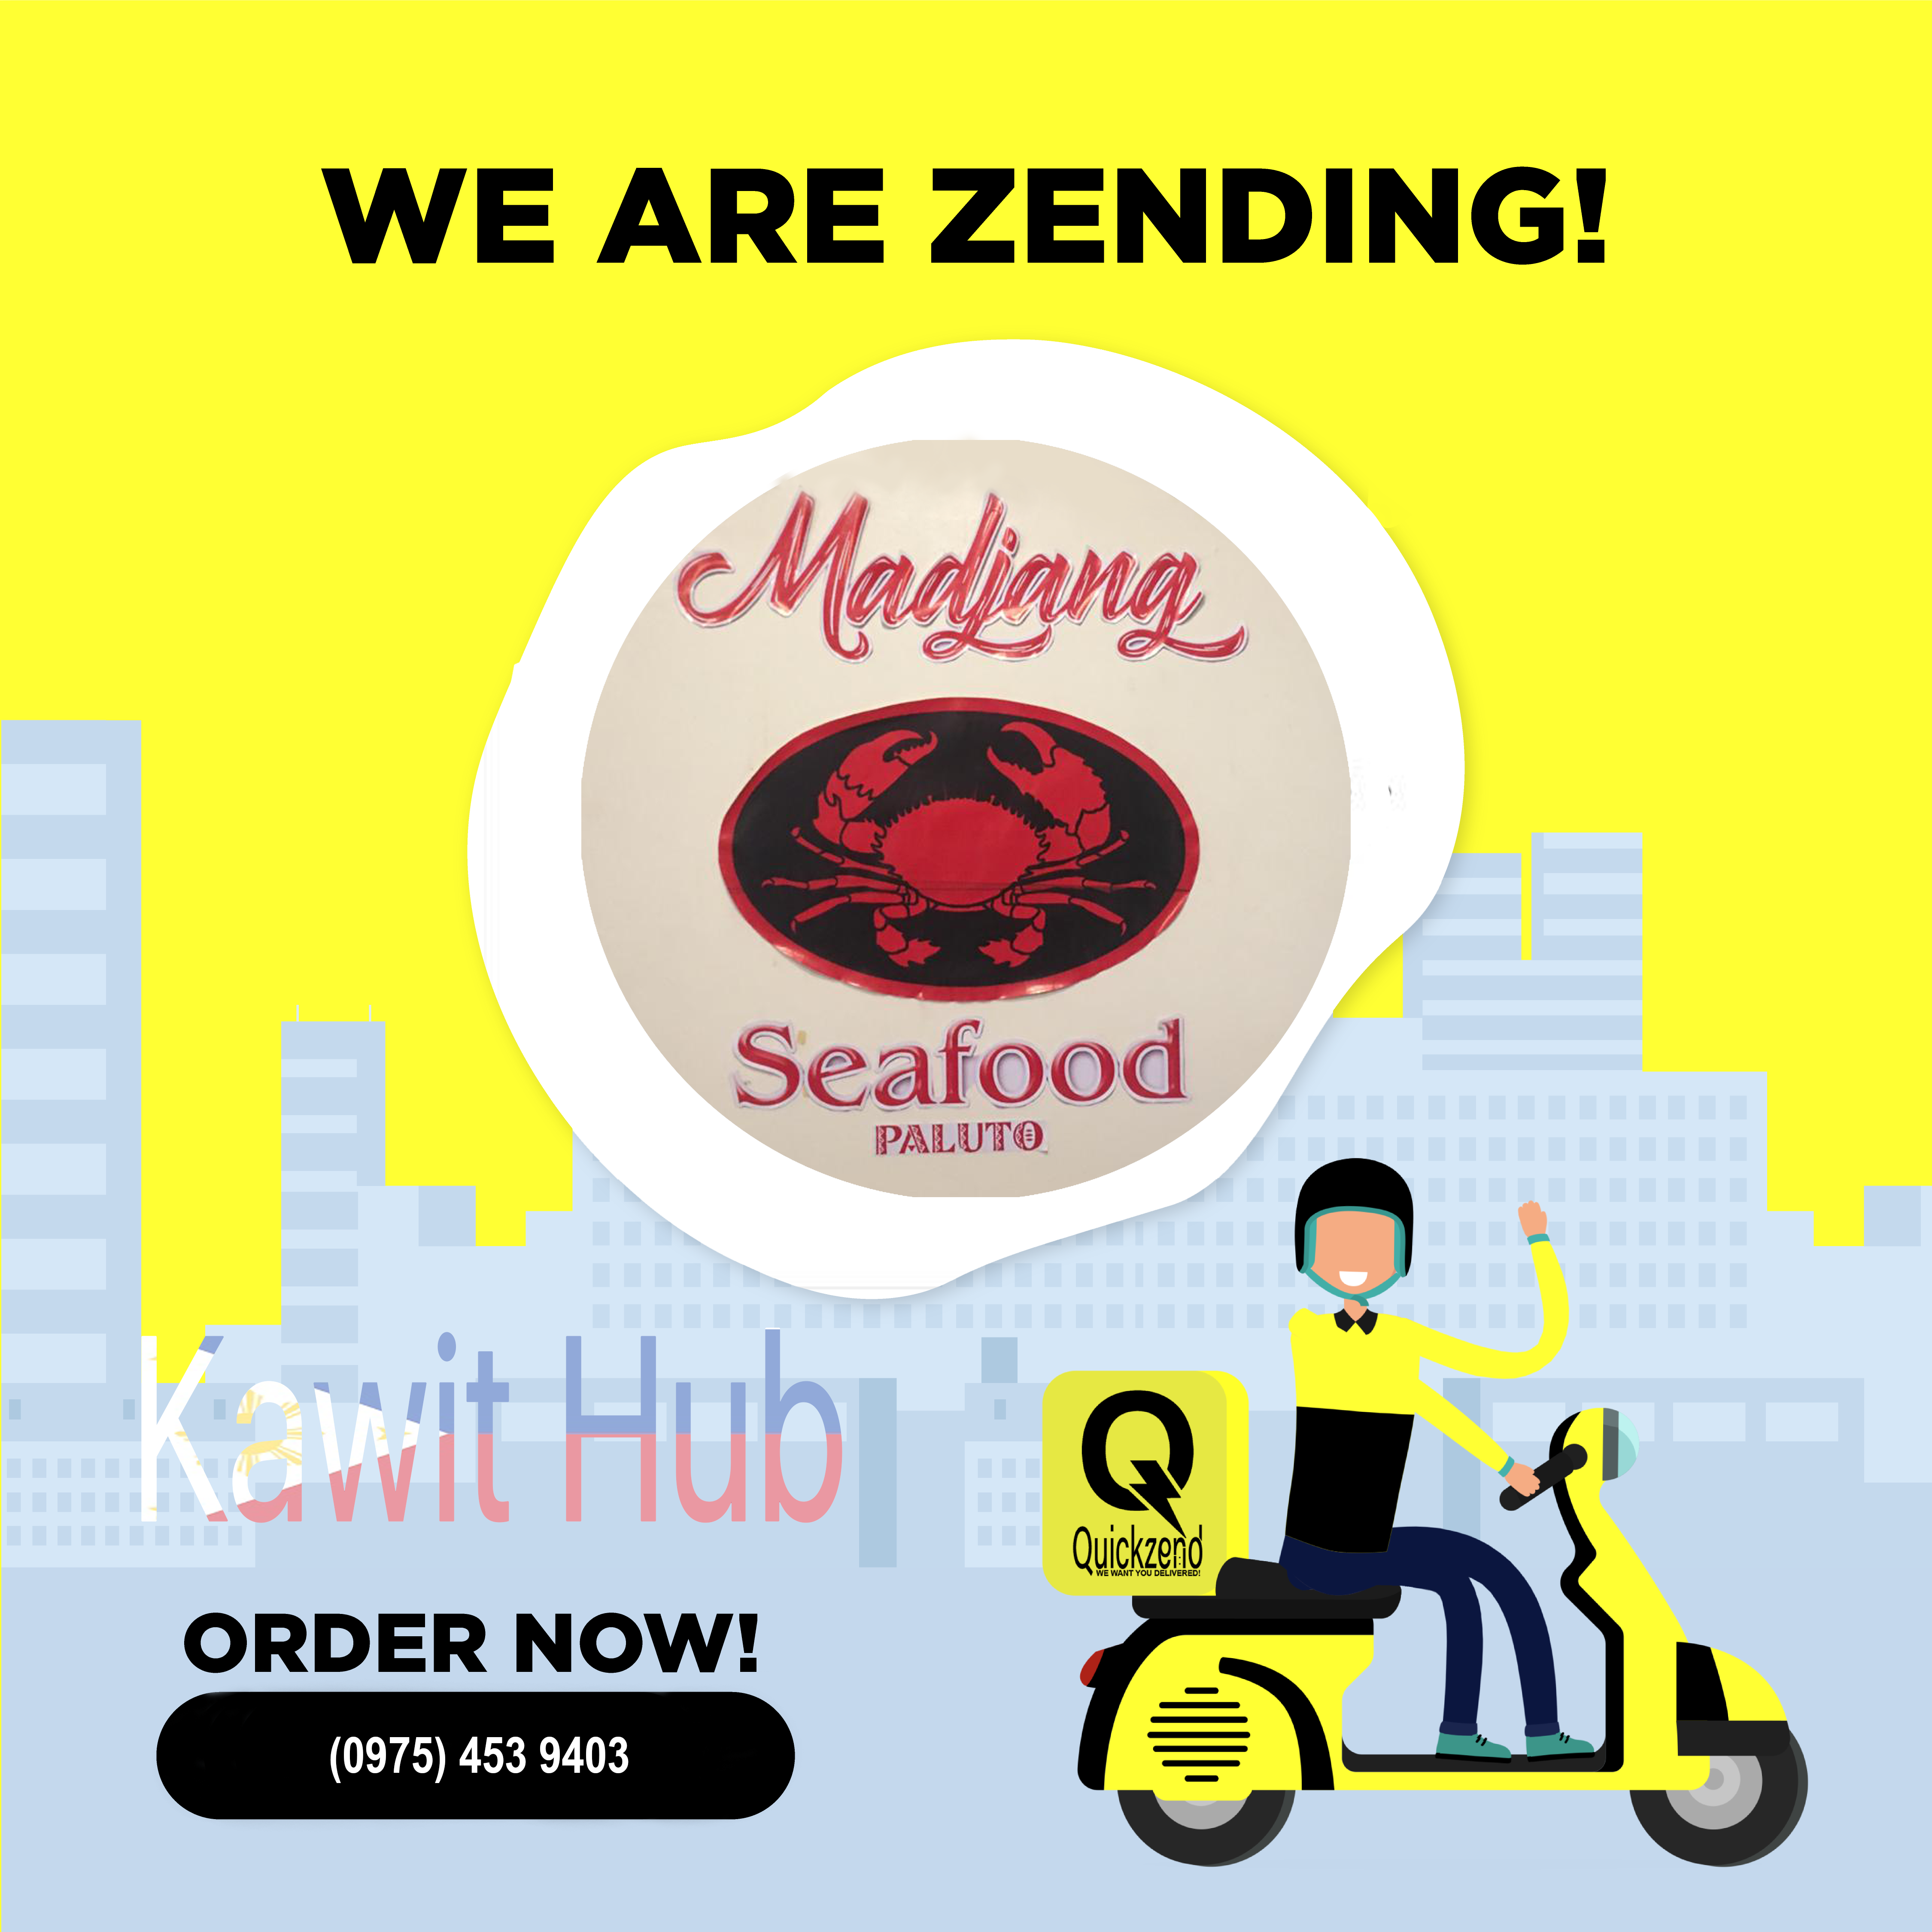 WE ARE ZENDING!
Madjang
Seafood
PALUTO
Kawit Hub
Q
Quickzend
WE WANT YOU DELIVERED!
ORDER NOW!
(0975) 453 9403